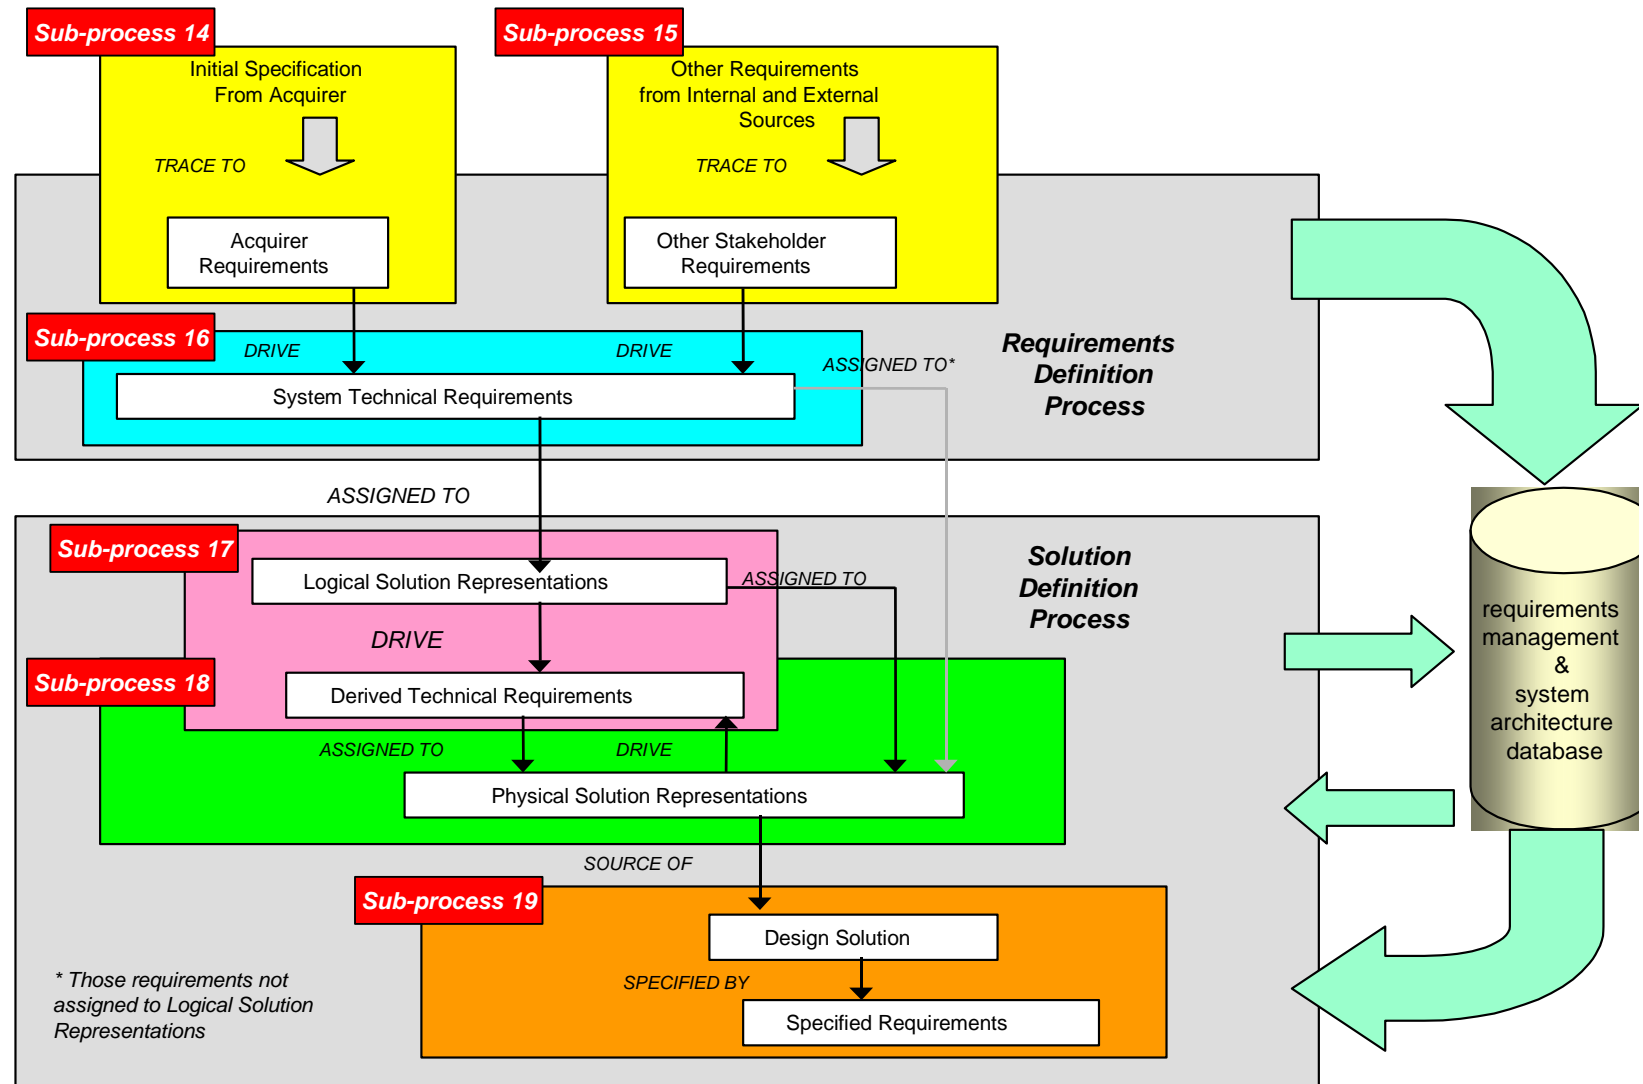 Sub-process 14
Initial Specification
From Acquirer
TRACE TO
Acquirer
Requirements
Sub-process 15
Other Requirements
from Internal and External
Sources
TRACE TO
Other Stakeholder
Requirements
Sub-process 16
DRIVE
DRIVE
ASSIGNED TO*
System Technical Requirements
Requirements
Definition
Process
ASSIGNED TO
Sub-process 17
Logical Solution Representations
ASSIGNED TO
Solution
Definition
Process
DRIVE
Sub-process 18
Derived Technical Requirements
ASSIGNED TO
DRIVE
Physical Solution Representations
SOURCE OF
Sub-process 19
Design Solution
SPECIFIED BY
Specified Requirements
* Those requirements not
assigned to Logical Solution
Representations
requirements
management
&
system
architecture
database